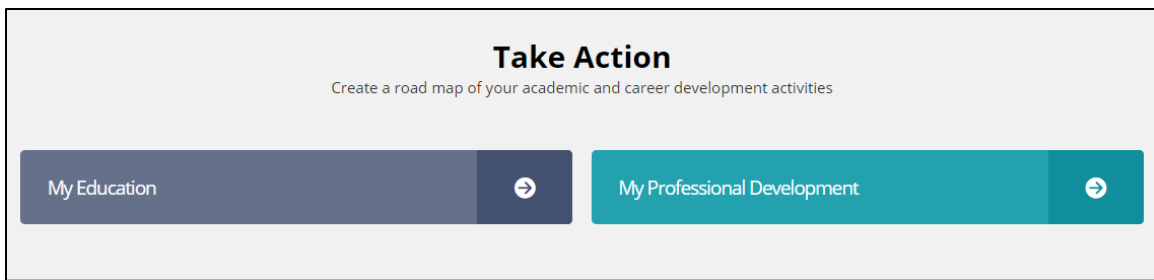 Take Action
Create a road map of your academic and career development activities
My Education
My Professional Development